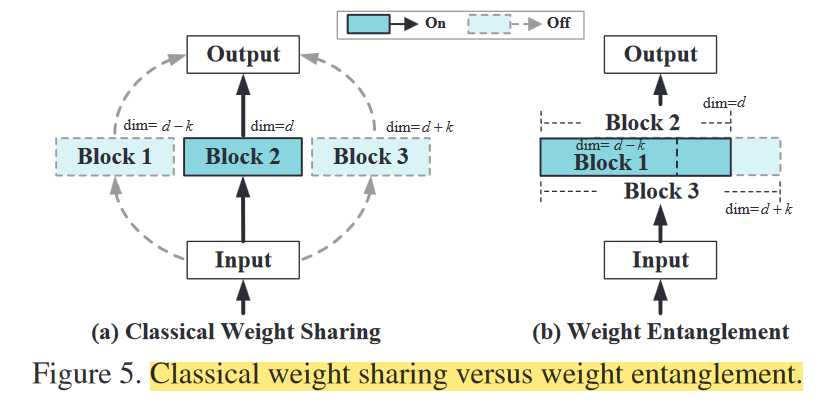 On
Off
Output
dim= d−k
dim=d
dim=d+k
Block 1
Block 2
Block 3
Input
(a) Classical Weight Sharing
Output
dim=d
Block 2
dim= d−k
Block 1
Block 3
dim=d+k
Input
(b) Weight Entanglement
Figure 5. Classical weight sharing versus weight entanglement.